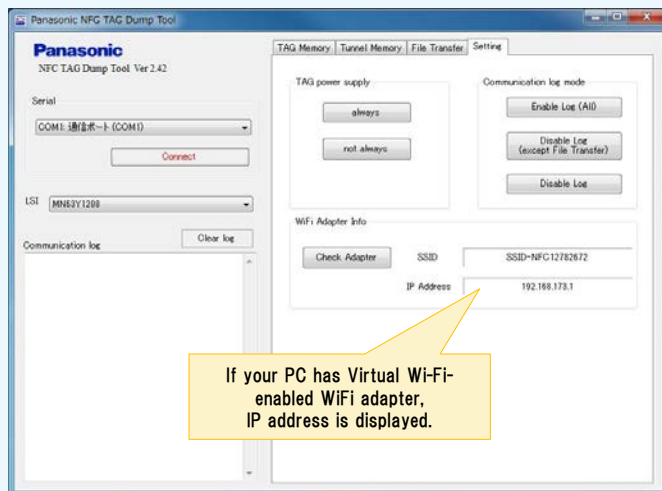 Panasonic NFG TAG Dump Tool
Panasonic
NFC TAG Dump Tool Ver 2.42
Serial
COM1: 通信ポート (COM1)
Connect
LSI
MN63Y1208
Communication log
Clear log
TAG Memory
Tunnel Memory
File Transfer
Setting
TAG power supply
always
not always
Communication log mode
Enable Log (All)
Disable Log
(except File Transfer)
Disable Log
WiFi Adapter Info
Check Adapter
SSID
SSID-NFC12782672
IP Address
192.168.173.1
If your PC has Virtual Wi-Fi-
enabled WiFi adapter,
IP address is displayed.